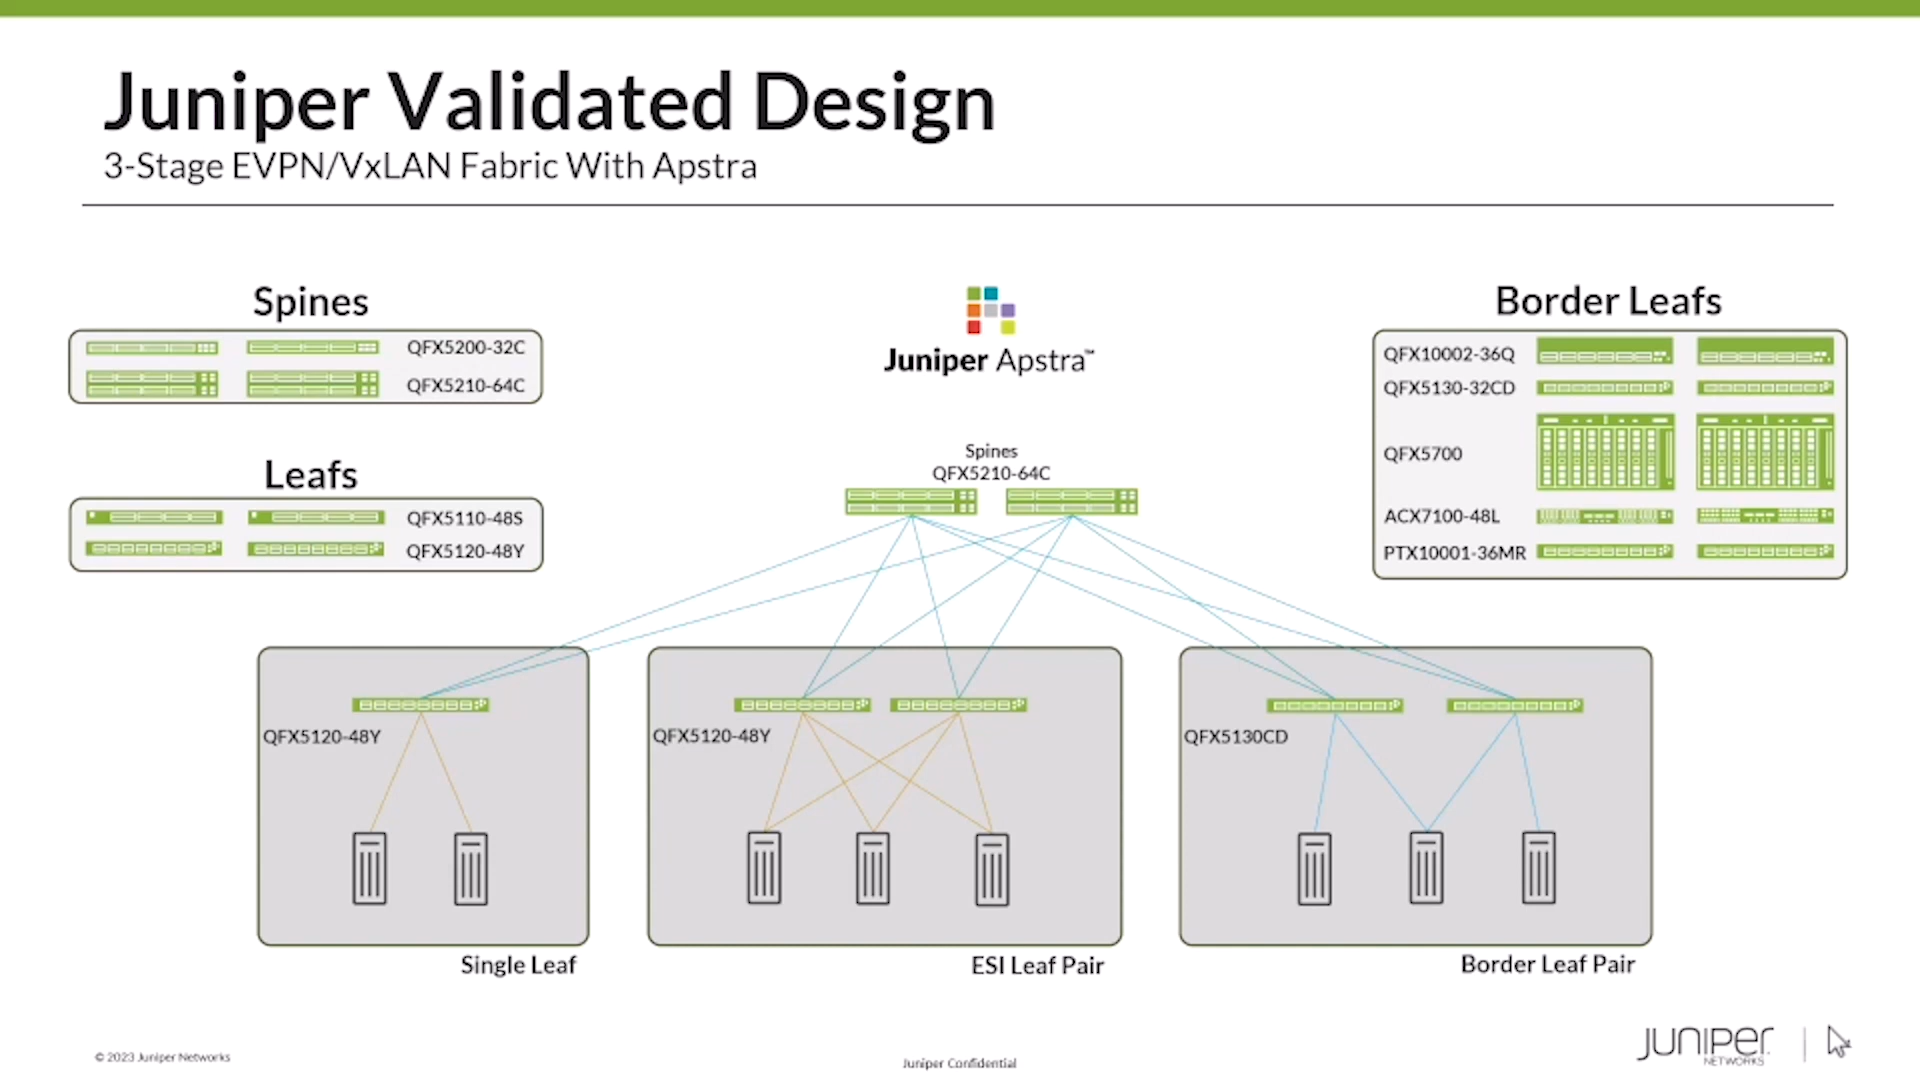 Juniper Validated Design
3-Stage EVPN/VxLAN Fabric With Apstra
Spines
QFX5200-32C
QFX5210-64C
Leafs
QFX5110-48S
QFX5120-48Y
Juniper Apstra™
Spines
QFX5210-64C
Border Leafs
QFX10002-36Q
QFX5130-32CD
QFX5700
ACX7100-48L
PTX10001-36MR
QFX5120-48Y
Single Leaf
QFX5120-48Y
ESI Leaf Pair
QFX5130CD
Border Leaf Pair
© 2023 Juniper Networks
Juniper Confidential
JUNIPER
NETWORKS